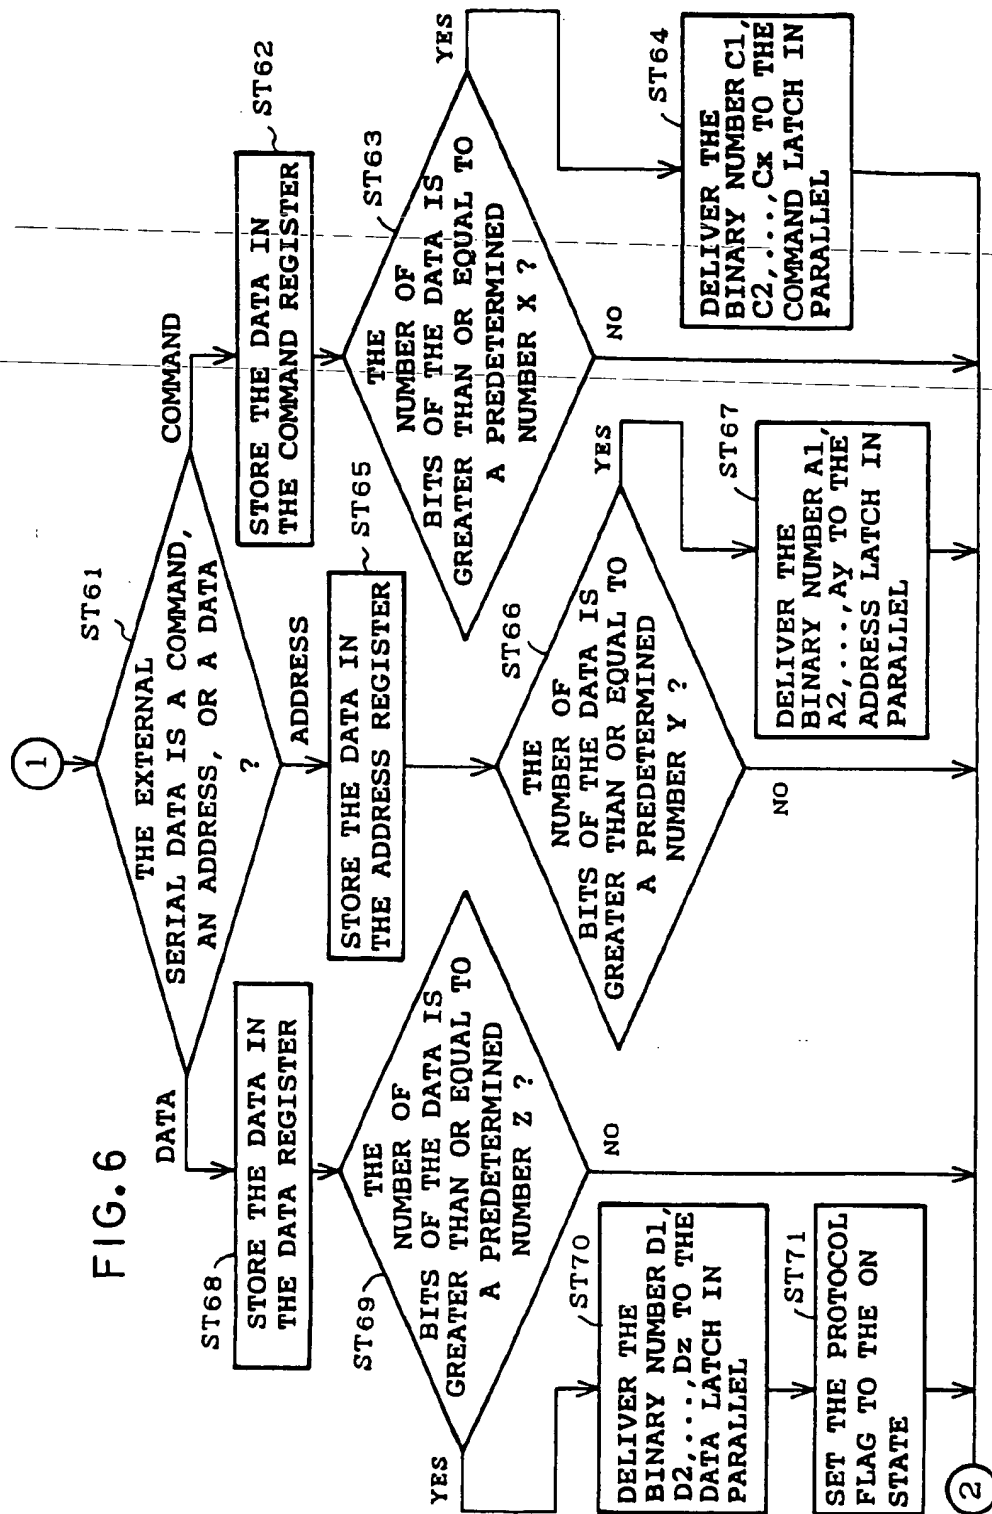 FIG. 6
1
THE EXTERNAL
SERIAL DATA IS A COMMAND,
AN ADDRESS, OR A DATA
?
ST61
DATA
ADDRESS
COMMAND
ST68
STORE THE DATA IN
THE DATA REGISTER
ST69
THE
NUMBER OF
BITS OF THE DATA IS
GREATER THAN OR EQUAL TO
A PREDETERMINED
NUMBER Z ?
YES
NO
ST70
DELIVER THE
BINARY NUMBER D1,
D2,...,Dz TO THE
DATA LATCH IN
PARALLEL
ST71
SET THE PROTOCOL
FLAG TO THE ON
STATE
ST65
STORE THE DATA IN
THE ADDRESS REGISTER
ST66
THE
NUMBER OF
BITS OF THE DATA IS
GREATER THAN OR EQUAL TO
A PREDETERMINED
NUMBER Y ?
YES
NO
ST67
DELIVER THE
BINARY NUMBER A1,
A2,...,Ay TO THE
ADDRESS LATCH IN
PARALLEL
ST62
STORE THE DATA IN
THE COMMAND REGISTER
ST63
THE
NUMBER OF
BITS OF THE DATA IS
GREATER THAN OR EQUAL TO
A PREDETERMINED
NUMBER X ?
YES
NO
ST64
DELIVER THE
BINARY NUMBER C1,
C2,...,Cx TO THE
COMMAND LATCH IN
PARALLEL
2